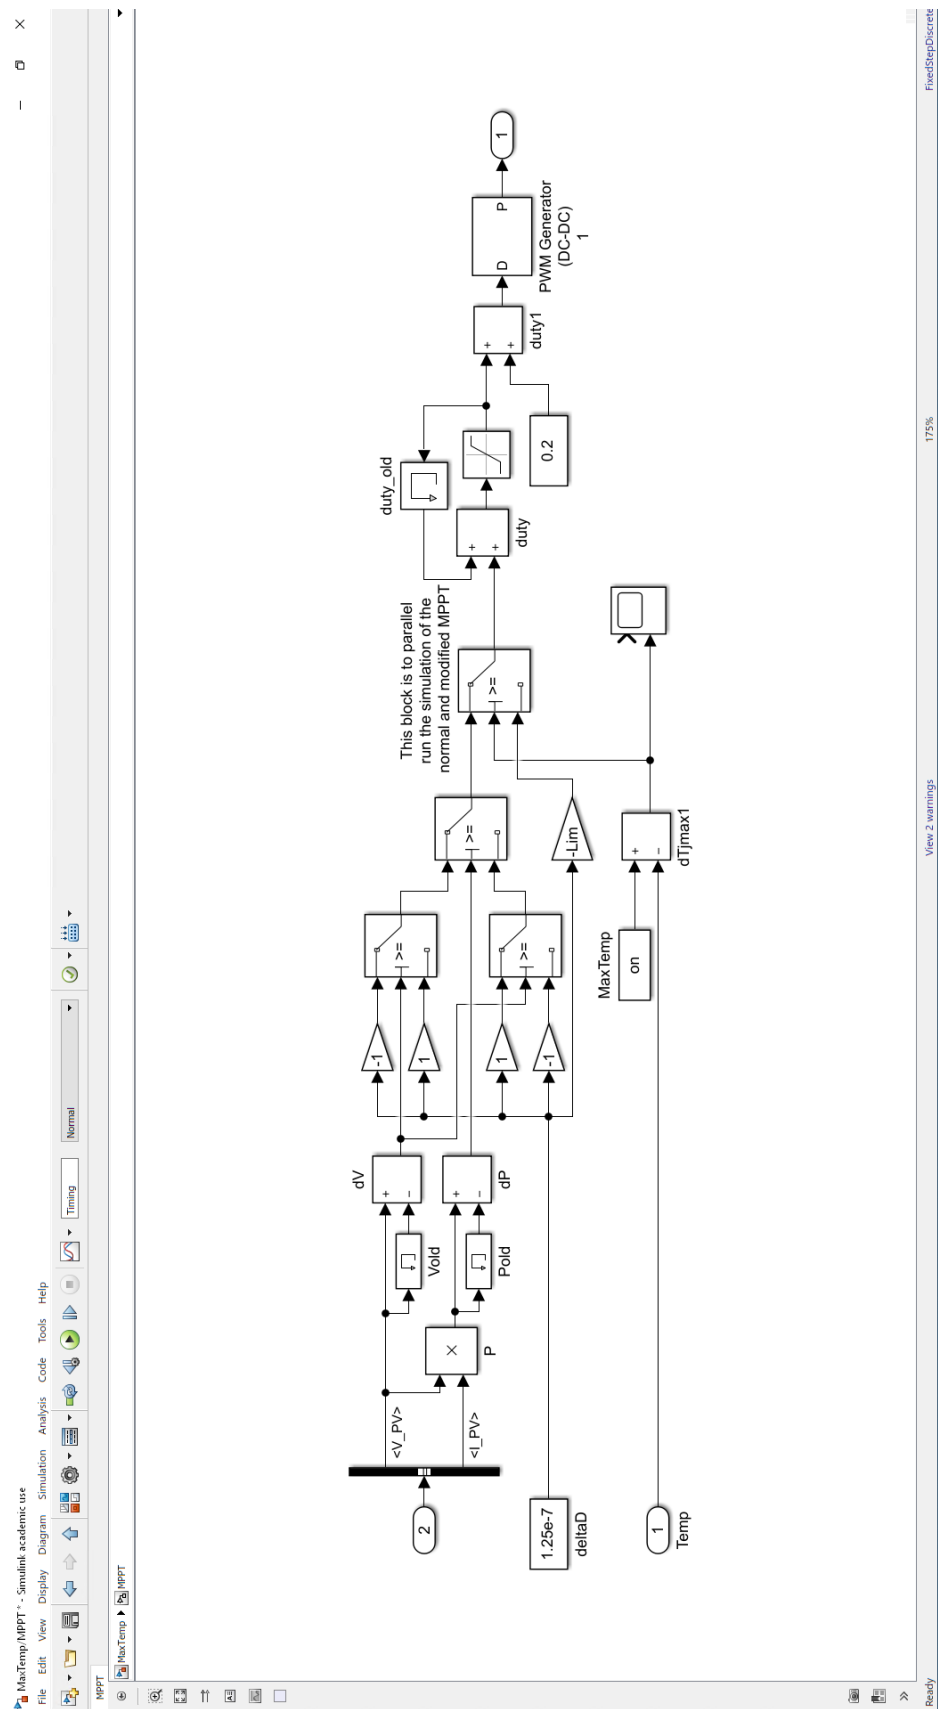 MaxTemp/MPPT * - Simulink academic use
File Edit View Display Diagram Simulation Analysis Code Tools Help
Timing
Normal
MPPT
MaxTemp MPPT
2
<V_PV>
<I_PV>
P
Vold
Pold
dV
dP
+
−
+
−
-1
1
1
-1
>=
>=
>=
>=
-Lim
1.25e-7
deltaD
1
Temp
MaxTemp
on
+
−
dTjmax1
This block is to parallel
run the simulation of the
normal and modified MPPT
duty_old
+
+
duty
0.2
+
+
duty1
D
P
PWM Generator
(DC-DC)
1
1
Ready
View 2 warnings
175%
FixedStepDiscrete